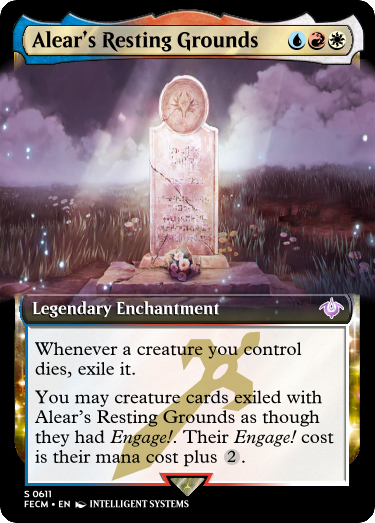 Alear's Resting Grounds
Legendary Enchantment
Whenever a creature you control
dies, exile it.
You may creature cards exiled with
Alear's Resting Grounds as though
they had Engage!. Their Engage! cost
is their mana cost plus 2.
S 0611
FECM • EN INTELLIGENT SYSTEMS